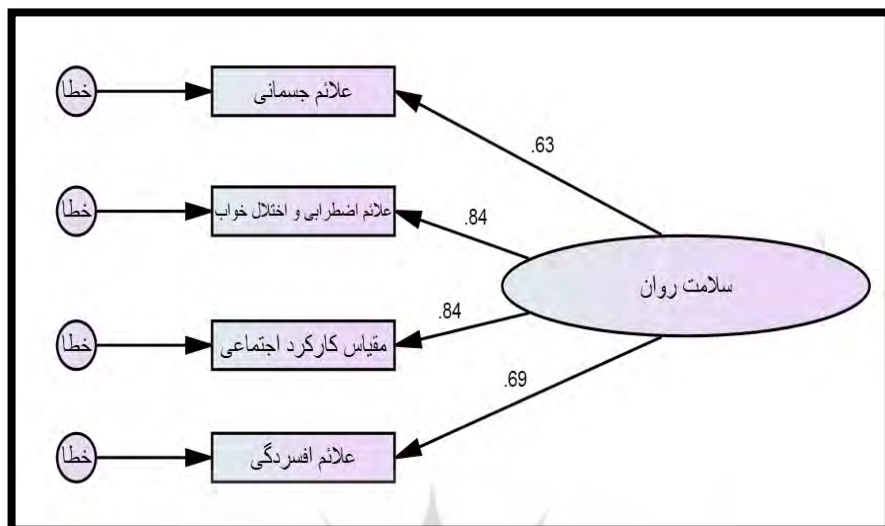 خطا
علائم جسمانی
.63
خطا
علائم اضطرابی و اختلال خواب
.84
سلامت روان
خطا
مقیاس کارکرد اجتماعی
.84
خطا
علائم افسردگی
.69